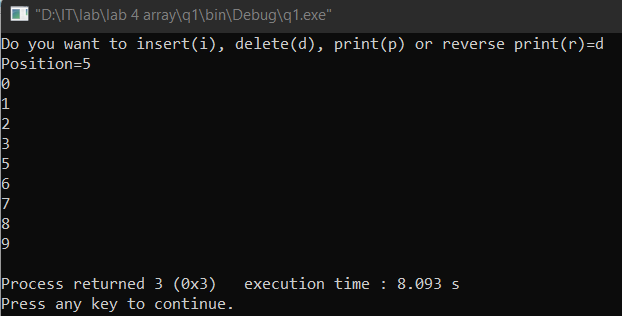 "D:\IT\lab\lab 4 array\q1\bin\Debug\q1.exe"
Do you want to insert(i), delete(d), print(p) or reverse print(r)=d
Position=5
0
1
2
3
5
6
7
8
9
Process returned 3 (0x3)   execution time : 8.093 s
Press any key to continue.